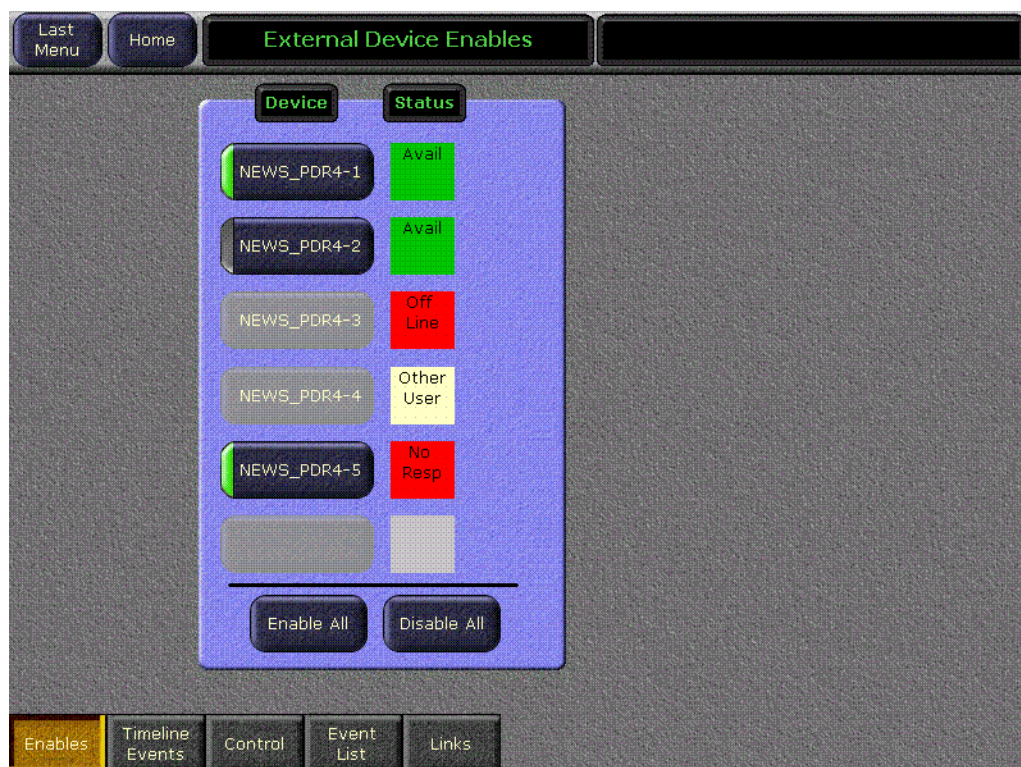 Last
Menu
Home
External Device Enables
Device
Status
NEWS_PDR4-1
Avail
NEWS_PDR4-2
Avail
NEWS_PDR4-3
Off
Line
NEWS_PDR4-4
Other
User
NEWS_PDR4-5
No
Resp
Enable All
Disable All
Enables
Timeline
Events
Control
Event
List
Links